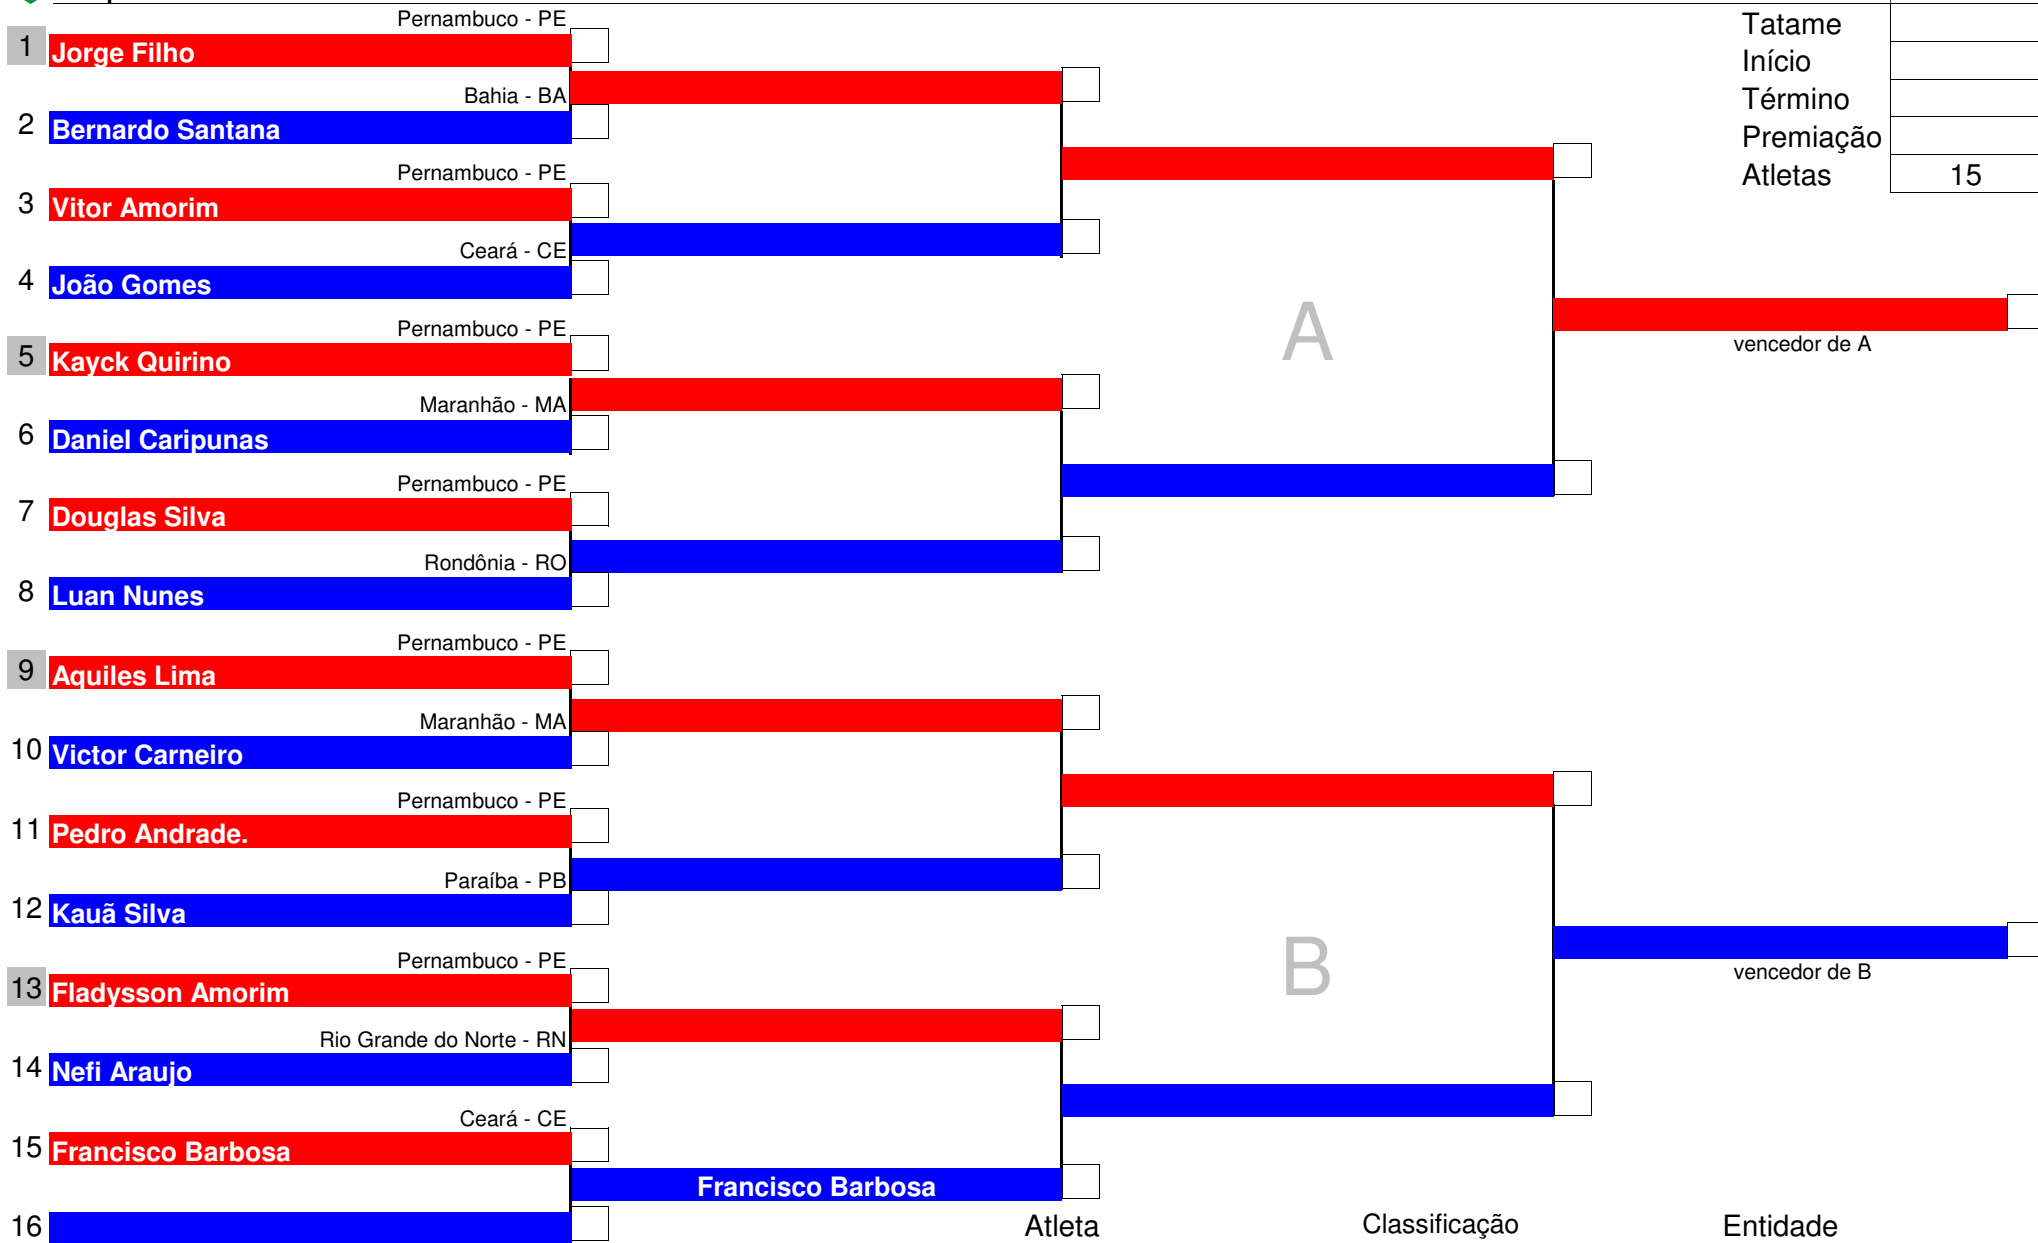 Pernambuco - PE
1 Jorge Filho
Bahia - BA
2 Bernardo Santana
Pernambuco - PE
3 Vitor Amorim
Ceará - CE
4 João Gomes
Pernambuco - PE
5 Kayck Quirino
Maranhão - MA
6 Daniel Caripunas
Pernambuco - PE
7 Douglas Silva
Rondônia - RO
8 Luan Nunes
Pernambuco - PE
9 Aquiles Lima
Maranhão - MA
10 Victor Carneiro
Pernambuco - PE
11 Pedro Andrade.
Paraíba - PB
12 Kauã Silva
Pernambuco - PE
13 Fladysson Amorim
Rio Grande do Norte - RN
14 Nefi Araujo
Ceará - CE
15 Francisco Barbosa
16
Francisco Barbosa
A
B
vencedor de A
vencedor de B
Tatame
Início
Término
Premiação
Atletas 15
Atleta Classificação Entidade